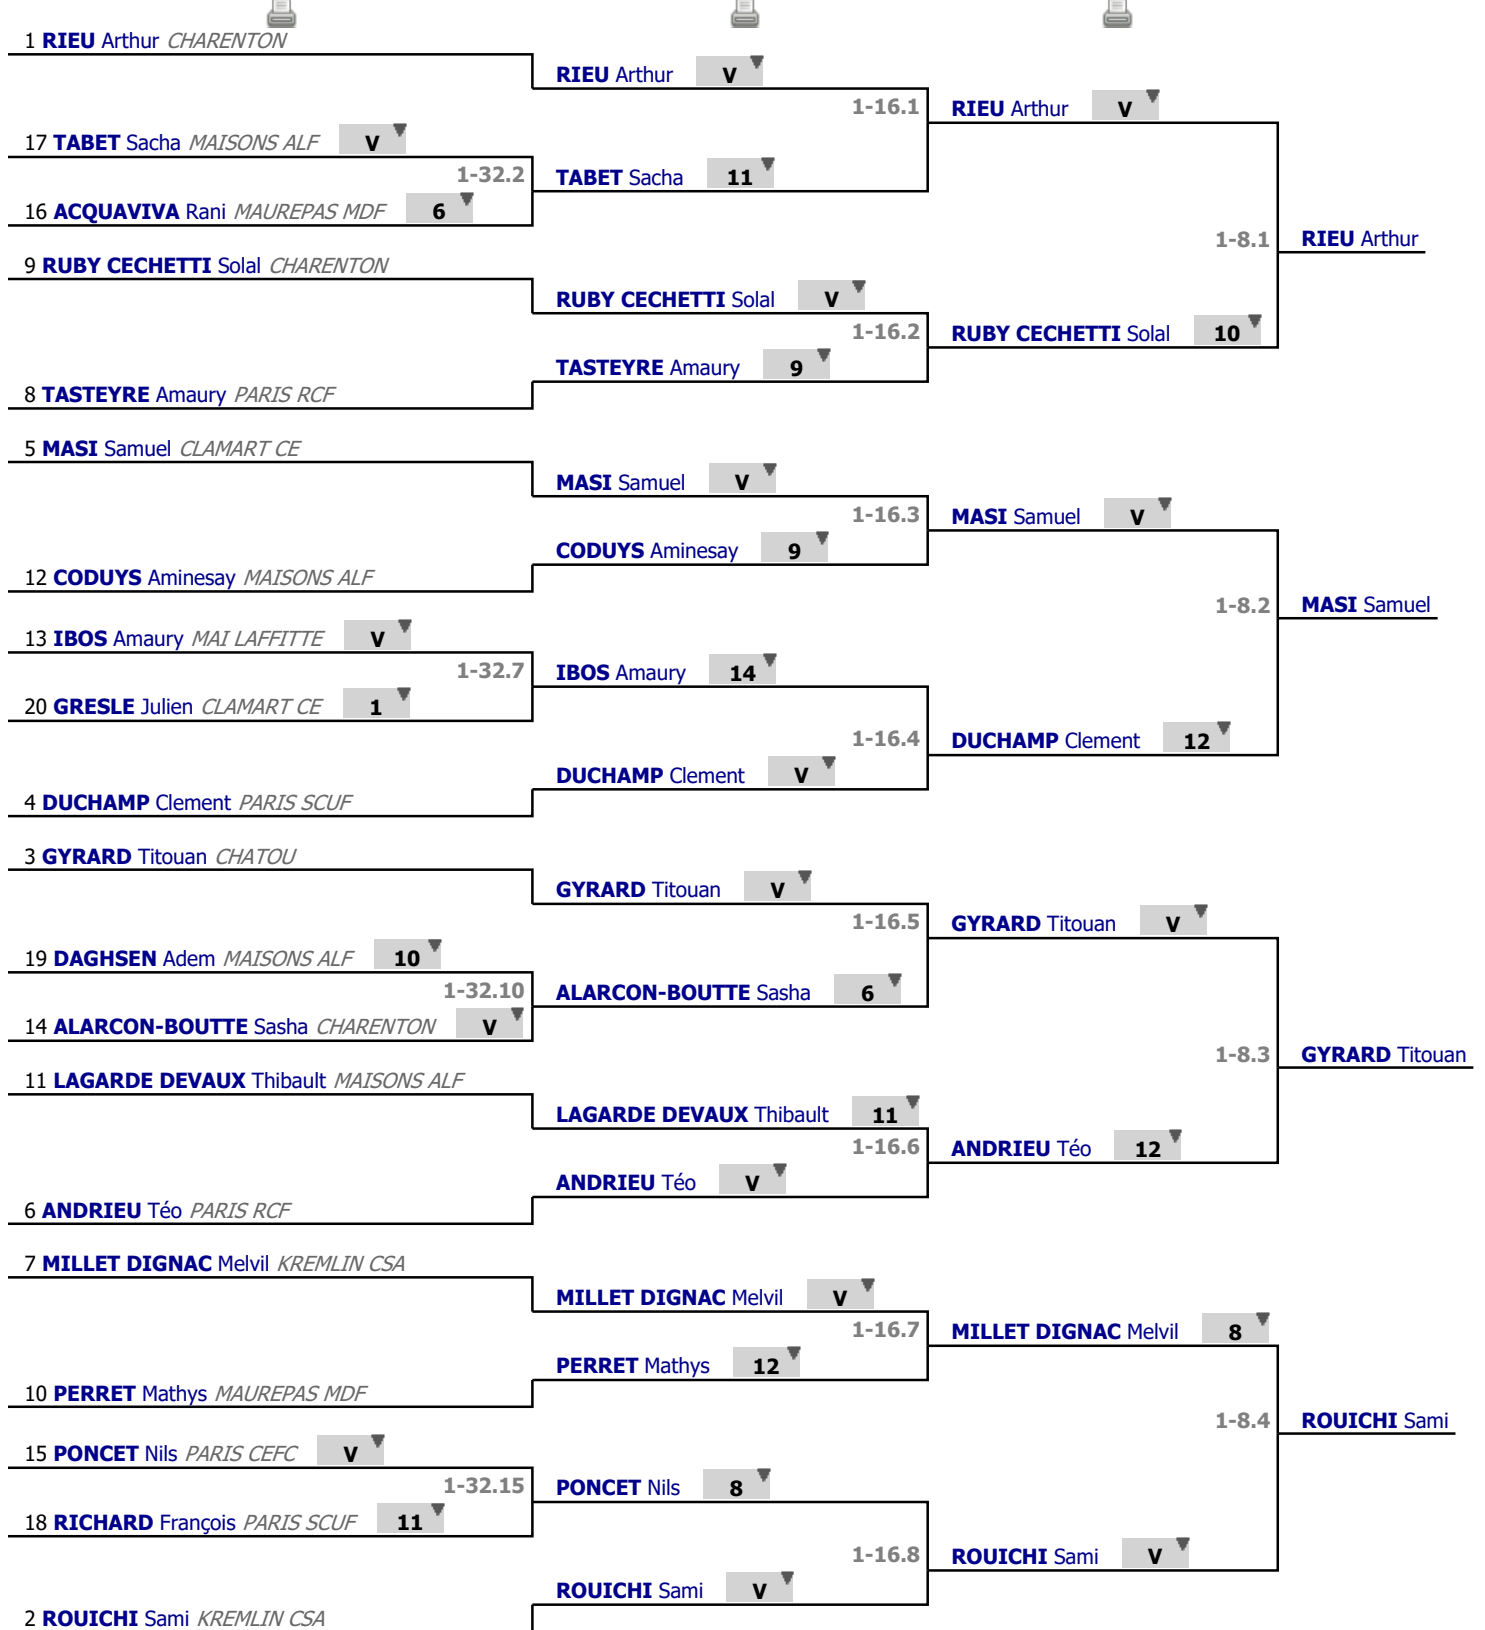 1 RIEU Arthur CHARENTON
RIEU Arthur V
1-16.1
RIEU Arthur V
17 TABET Sacha MAISONS ALF V
1-32.2
TABET Sacha 11
16 ACQUAVIVA Rani MAUREPAS MDF 6
1-8.1
RIEU Arthur
9 RUBY CECHETTI Solal CHARENTON
RUBY CECHETTI Solal V
1-16.2
RUBY CECHETTI Solal 10
TASTEYRE Amaury 9
8 TASTEYRE Amaury PARIS RCF
5 MASI Samuel CLAMART CE
MASI Samuel V
1-16.3
MASI Samuel V
CODUYS Aminesay 9
12 CODUYS Aminesay MAISONS ALF
1-8.2
MASI Samuel
13 IBOS Amaury MAI LAFFITTE V
1-32.7
IBOS Amaury 14
20 GRESLE Julien CLAMART CE 1
1-16.4
DUCHAMP Clement 12
DUCHAMP Clement V
4 DUCHAMP Clement PARIS SCUF
3 GYRARD Titouan CHATOU
GYRARD Titouan V
1-16.5
GYRARD Titouan V
19 DAGHSEN Adem MAISONS ALF 10
1-32.10
ALARCON-BOUTTE Sasha 6
14 ALARCON-BOUTTE Sasha CHARENTON V
1-8.3
GYRARD Titouan
11 LAGARDE DEVAUX Thibault MAISONS ALF
LAGARDE DEVAUX Thibault 11
1-16.6
ANDRIEU Téo 12
ANDRIEU Téo V
6 ANDRIEU Téo PARIS RCF
7 MILLET DIGNAC Melvil KREMLIN CSA
MILLET DIGNAC Melvil V
1-16.7
MILLET DIGNAC Melvil 8
PERRET Mathys 12
10 PERRET Mathys MAUREPAS MDF
1-8.4
ROUICHI Sami
15 PONCET Nils PARIS CEFC V
1-32.15
PONCET Nils 8
18 RICHARD François PARIS SCUF 11
1-16.8
ROUICHI Sami V
ROUICHI Sami V
2 ROUICHI Sami KREMLIN CSA